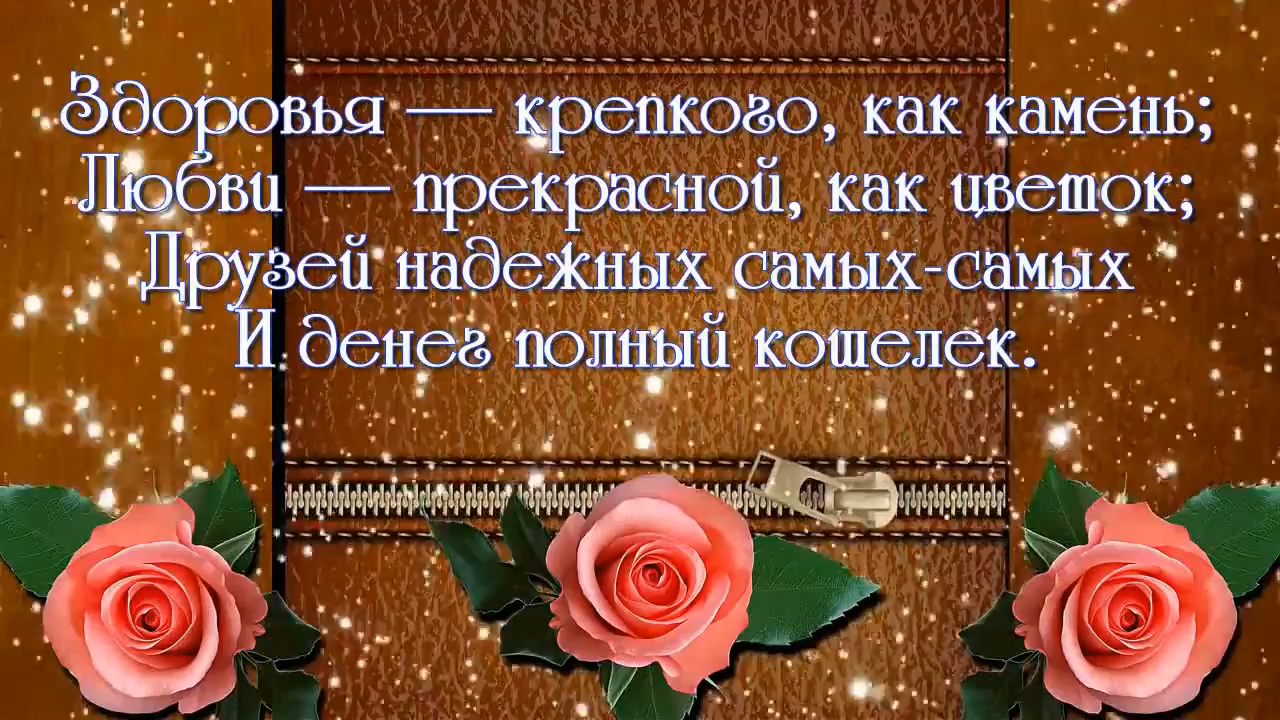 Здоровья — крепкого, как камень;
Любви — прекрасной, как цветок;
Друзей надежных самых-самых
И денег полный кошелек.